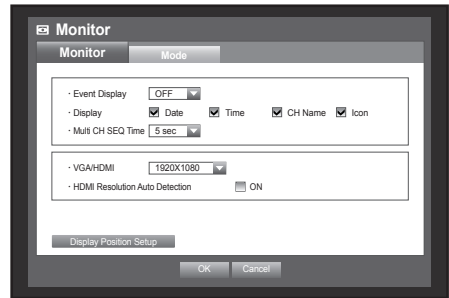 Monitor
Monitor Mode
· Event Display OFF
· Display Date Time CH Name Icon
· Multi CH SEQ Time 5 sec
· VGA/HDMI 1920X1080
· HDMI Resolution Auto Detection ON
Display Position Setup
OK Cancel